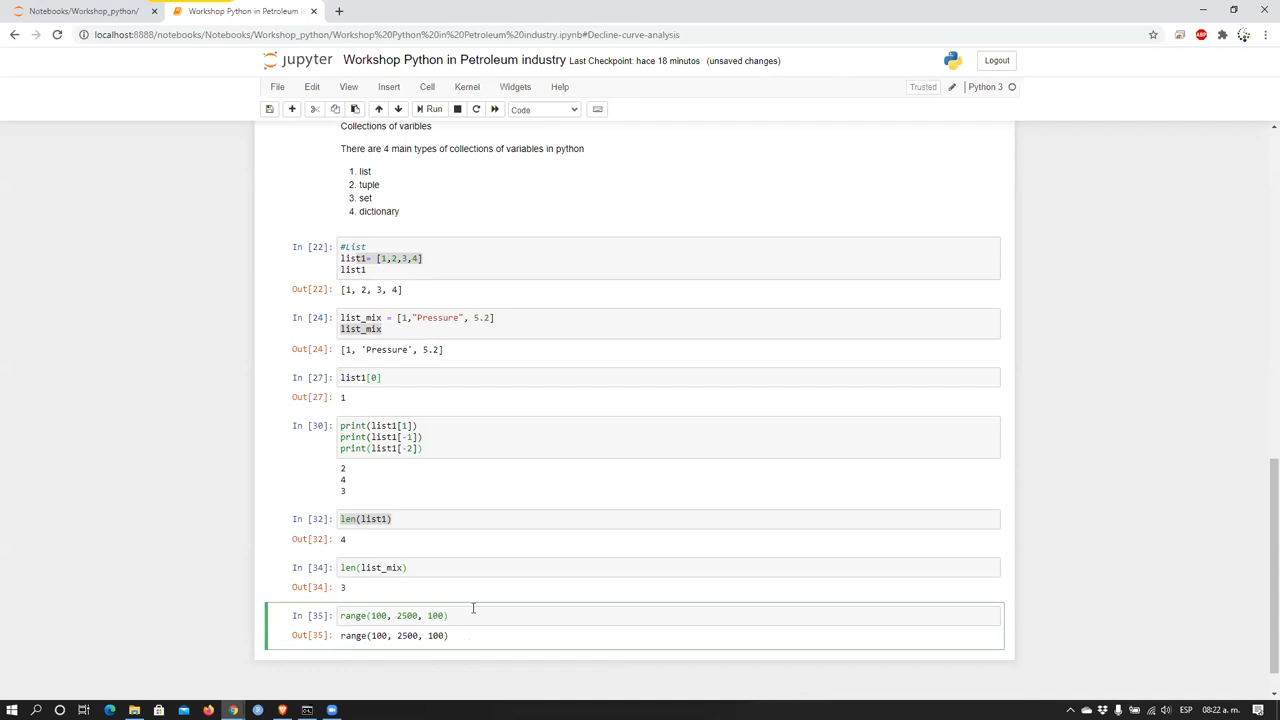 Notebooks/Workshop_python/
Workshop Python in Petroleum is
localhost:8888/notebooks/Notebooks/Workshop_python/Workshop%20Python%20in%20Petroleum%20industry.ipynb#Decline-curve-analysis
ABP
jupyter Workshop Python in Petroleum industry Last Checkpoint: hace 18 minutos (unsaved changes)
Logout
File Edit View Insert Cell Kernel Widgets Help
Trusted Python 3
Run Code
Collections of varibles
There are 4 main types of collections of variables in python
1. list
2. tuple
3. set
4. dictionary
In [22]: #List
list1= [1,2,3,4]
list1
Out[22]: [1, 2, 3, 4]
In [24]: list_mix = [1,"Pressure", 5.2]
list_mix
Out[24]: [1, 'Pressure', 5.2]
In [27]: list1[0]
Out[27]: 1
In [30]: print(list1[1])
print(list1[-1])
print(list1[-2])
2
4
3
In [32]: len(list1)
Out[32]: 4
In [34]: len(list_mix)
Out[34]: 3
In [35]: range(100, 2500, 100)
Out[35]: range(100, 2500, 100)
ESP 08:22 a. m.